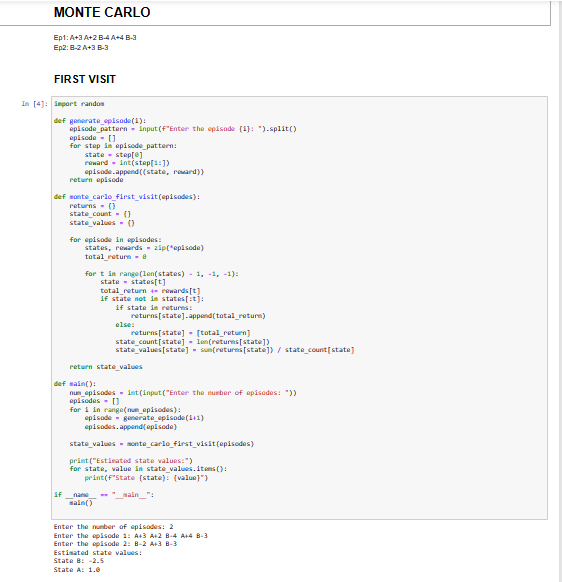 MONTE CARLO
Ep1: A+3 A+2 B-4 A+4 B-3
Ep2: B-2 A+3 B-3
FIRST VISIT
In [4]: import random
def generate_episode(i):
episode_pattern = input(f"Enter the episode {i}: ").split()
episode = []
for step in episode_pattern:
state = step[0]
reward = int(step[1:])
episode.append((state, reward))
return episode
def monte_carlo_first_visit(episodes):
returns = {}
state_count = {}
state_values = {}
for episode in episodes:
states, rewards = zip(*episode)
total_return = 0
for t in range(len(states) - 1, -1, -1):
state = states[t]
total_return += rewards[t]
if state not in states[:t]:
if state in returns:
returns[state].append(total_return)
else:
returns[state] = [total_return]
state_count[state] = len(returns[state])
state_values[state] = sum(returns[state]) / state_count[state]
return state_values
def main():
num_episodes = int(input("Enter the number of episodes: "))
episodes = []
for i in range(num_episodes):
episode = generate_episode(i+1)
episodes.append(episode)
state_values = monte_carlo_first_visit(episodes)
print("Estimated state values:")
for state, value in state_values.items():
print(f"State {state}: {value}")
if __name__ == "__main__":
main()
Enter the number of episodes: 2
Enter the episode 1: A+3 A+2 B-4 A+4 B-3
Enter the episode 2: B-2 A+3 B-3
Estimated state values:
State B: -2.5
State A: 1.0